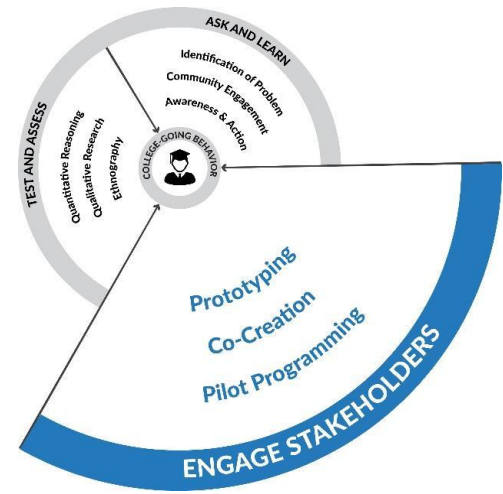 ASK AND LEARN
Identification of Problem
Community Engagement
Awareness & Action
TEST AND ASSESS
Quantitative Reasoning
Qualitative Research
Ethnography
COLLEGE-GOING BEHAVIOR
Prototyping
Co-Creation
Pilot Programming
ENGAGE STAKEHOLDERS